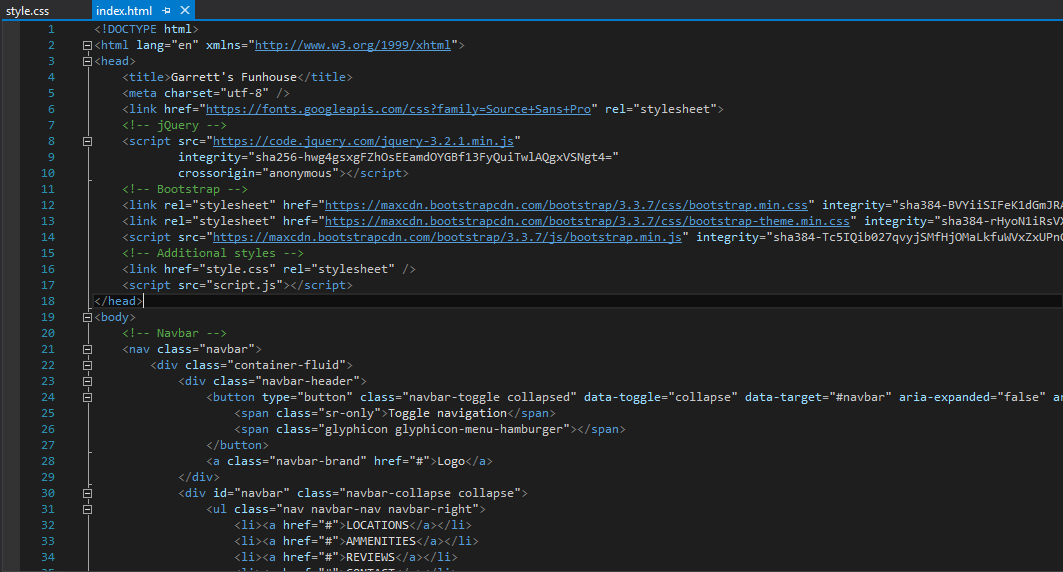 style.css
index.html
1 <!DOCTYPE html>
2 <html lang="en" xmlns="http://www.w3.org/1999/xhtml">
3 <head>
4 <title>Garrett's Funhouse</title>
5 <meta charset="utf-8" />
6 <link href="https://fonts.googleapis.com/css?family=Source+Sans+Pro" rel="stylesheet">
7 <!-- jQuery -->
8 <script src="https://code.jquery.com/jquery-3.2.1.min.js"
9 integrity="sha256-hwg4gsxgFZhOsEEamdOYGBf13FyQuiTwlAQgxVSNgt4="
10 crossorigin="anonymous"></script>
11 <!-- Bootstrap -->
12 <link rel="stylesheet" href="https://maxcdn.bootstrapcdn.com/bootstrap/3.3.7/css/bootstrap.min.css" integrity="sha384-BVYiiSIFeK1dGmJRA
13 <link rel="stylesheet" href="https://maxcdn.bootstrapcdn.com/bootstrap/3.3.7/css/bootstrap-theme.min.css" integrity="sha384-rHyoN1iRsVX
14 <script src="https://maxcdn.bootstrapcdn.com/bootstrap/3.3.7/js/bootstrap.min.js" integrity="sha384-Tc5IQib027qvyjSMfHjOMaLkfuWVxZxUPnC
15 <!-- Additional styles -->
16 <link href="style.css" rel="stylesheet" />
17 <script src="script.js"></script>
18 </head>
19 <body>
20 <!-- Navbar -->
21 <nav class="navbar">
22 <div class="container-fluid">
23 <div class="navbar-header">
24 <button type="button" class="navbar-toggle collapsed" data-toggle="collapse" data-target="#navbar" aria-expanded="false" ar
25 <span class="sr-only">Toggle navigation</span>
26 <span class="glyphicon glyphicon-menu-hamburger"></span>
27 </button>
28 <a class="navbar-brand" href="#">Logo</a>
29 </div>
30 <div id="navbar" class="navbar-collapse collapse">
31 <ul class="nav navbar-nav navbar-right">
32 <li><a href="#">LOCATIONS</a></li>
33 <li><a href="#">AMMENITIES</a></li>
34 <li><a href="#">REVIEWS</a></li>
35 <li><a href="#">CONTACT</a></li>